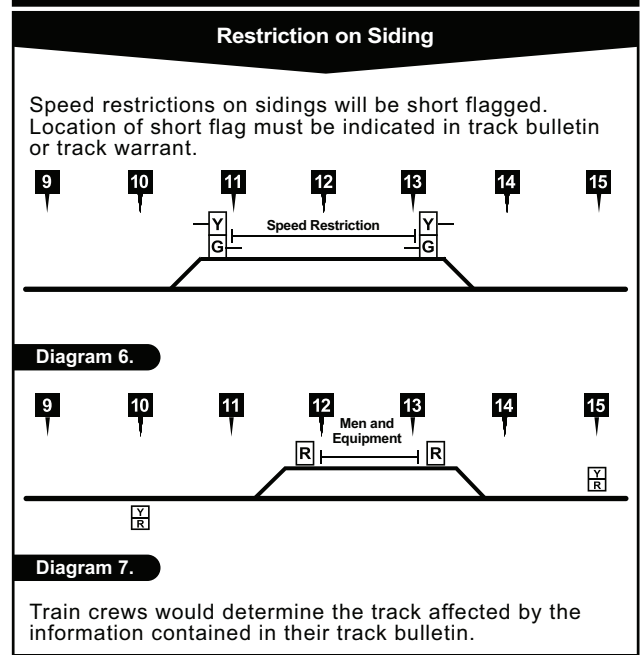 Restriction on Siding
Speed restrictions on sidings will be short flagged.
Location of short flag must be indicated in track bulletin
or track warrant.
9 10 11 12 13 14 15
Y Speed Restriction Y
G G
Diagram 6.
9 10 11 12 13 14 15
Men and
Equipment
R R
Y
R
Y
R
Diagram 7.
Train crews would determine the track affected by the
information contained in their track bulletin.